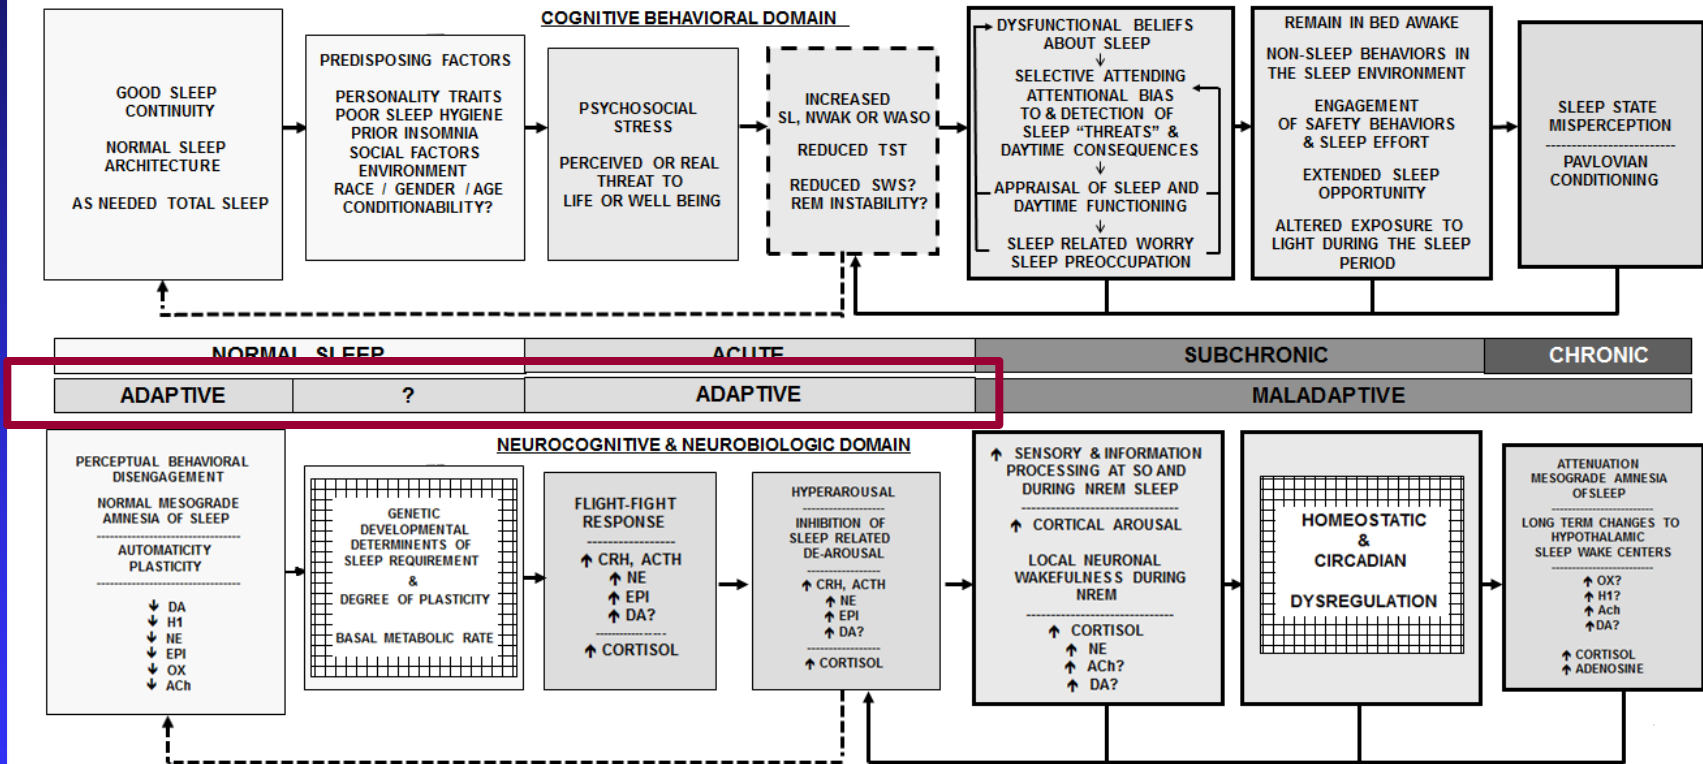 COGNITIVE BEHAVIORAL DOMAIN
GOOD SLEEP
CONTINUITY
NORMAL SLEEP
ARCHITECTURE
AS NEEDED TOTAL SLEEP
PREDISPOSING FACTORS
PERSONALITY TRAITS
POOR SLEEP HYGIENE
PRIOR INSOMNIA
SOCIAL FACTORS
ENVIRONMENT
RACE / GENDER / AGE
CONDITIONABILITY?
PSYCHOSOCIAL
STRESS
PERCEIVED OR REAL
THREAT TO
LIFE OR WELL BEING
INCREASED
SL, NWAK OR WASO
REDUCED TST
REDUCED SWS?
REM INSTABILITY?
DYSFUNCTIONAL BELIEFS
ABOUT SLEEP
SELECTIVE ATTENDING
ATTENTIONAL BIAS
TO & DETECTION OF
SLEEP “THREATS” &
DAYTIME CONSEQUENCES
APPRAISAL OF SLEEP AND
DAYTIME FUNCTIONING
SLEEP RELATED WORRY
SLEEP PREOCCUPATION
REMAIN IN BED AWAKE
NON-SLEEP BEHAVIORS IN
THE SLEEP ENVIRONMENT
ENGAGEMENT
OF SAFETY BEHAVIORS
& SLEEP EFFORT
EXTENDED SLEEP
OPPORTUNITY
ALTERED EXPOSURE TO
LIGHT DURING THE SLEEP
PERIOD
SLEEP STATE
MISPERCEPTION
PAVLOVIAN
CONDITIONING
NORMAL SLEEP
ACUTE
SUBCHRONIC
CHRONIC
ADAPTIVE
?
ADAPTIVE
MALADAPTIVE
NEUROCOGNITIVE & NEUROBIOLOGIC DOMAIN
PERCEPTUAL BEHAVIORAL
DISENGAGEMENT
NORMAL MESOGRADE
AMNESIA OF SLEEP
AUTOMATICITY
PLASTICITY
↓ DA
↓ H1
↓ NE
↓ EPI
↓ OX
↓ ACh
GENETIC
DEVELOPMENTAL
DETERMINENTS OF
SLEEP REQUIREMENT
&
DEGREE OF PLASTICITY
BASAL METABOLIC RATE
FLIGHT-FIGHT
RESPONSE
↑ CRH, ACTH
↑ NE
↑ EPI
↑ DA?
↑ CORTISOL
HYPERAROUSAL
INHIBITION OF
SLEEP RELATED
DE-AROUSAL
↑ CRH, ACTH
↑ NE
↑ EPI
↑ DA?
↑ CORTISOL
↑ SENSORY & INFORMATION
PROCESSING AT SO AND
DURING NREM SLEEP
↑ CORTICAL AROUSAL
LOCAL NEURONAL
WAKEFULNESS DURING
NREM
↑ CORTISOL
↑ NE
↑ ACh?
↑ DA?
HOMEOSTATIC
&
CIRCADIAN
DYSREGULATION
ATTENUATION
MESOGRADE AMNESIA
OFSLEEP
LONG TERM CHANGES TO
HYPOTHALAMIC
SLEEP WAKE CENTERS
↑ OX?
↑ H1?
↑ Ach
↑DA?
↑ CORTISOL
↑ ADENOSINE